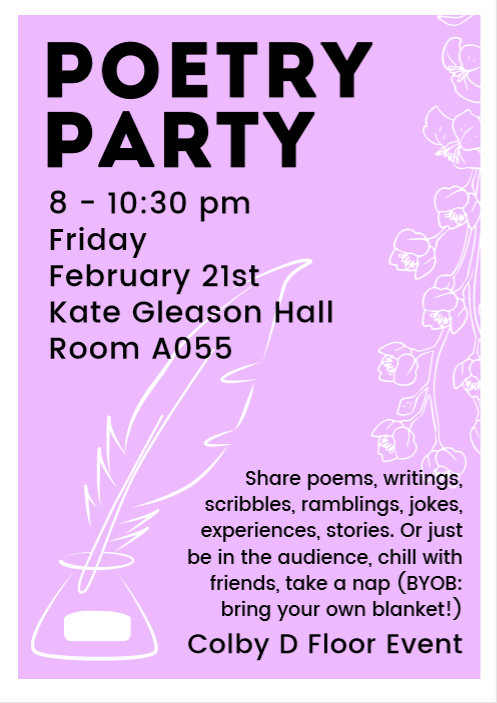 POETRY
PARTY
8 - 10:30 pm
Friday
February 21st
Kate Gleason Hall
Room A055
Share poems, writings,
scribbles, ramblings, jokes,
experiences, stories. Or just
be in the audience, chill with
friends, take a nap (BYOB:
bring your own blanket!)
Colby D Floor Event